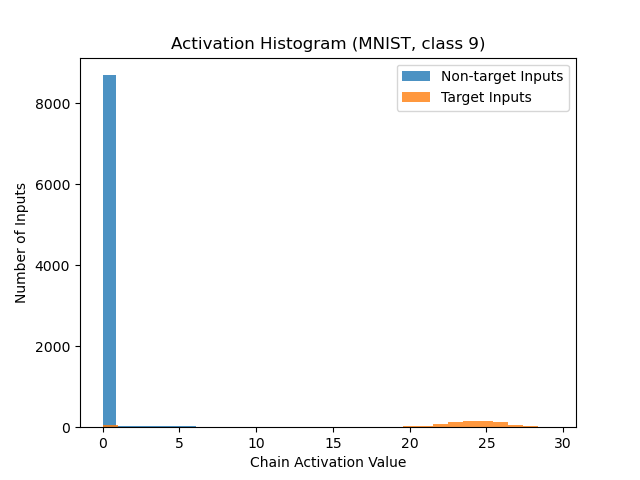 Activation Histogram (MNIST, class 9)
Non-target Inputs
Target Inputs
Number of Inputs
8000
6000
4000
2000
0
0 5 10 15 20 25 30
Chain Activation Value